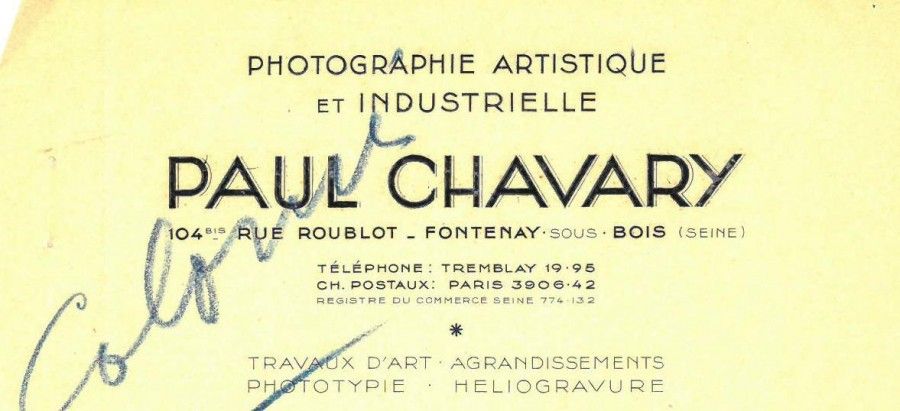 PHOTOGRAPHIE ARTISTIQUE
ET INDUSTRIELLE
PAUL CHAVARY
104 BIS RUE ROUBLOT _ FONTENAY · SOUS · BOIS (SEINE)
TÉLÉPHONE: TREMBLAY 19·95
CH. POSTAUX: PARIS 3906·42
REGISTRE DU COMMERCE SEINE 774·132
*
TRAVAUX D'ART · AGRANDISSEMENTS
PHOTOTYPIE · HELIOGRAVURE